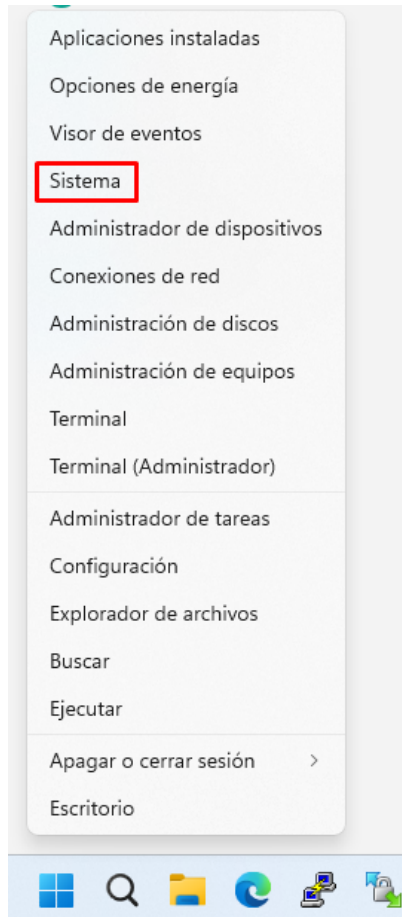 Aplicaciones instaladas
Opciones de energía
Visor de eventos
Sistema
Administrador de dispositivos
Conexiones de red
Administración de discos
Administración de equipos
Terminal
Terminal (Administrador)
Administrador de tareas
Configuración
Explorador de archivos
Buscar
Ejecutar
Apagar o cerrar sesión
Escritorio